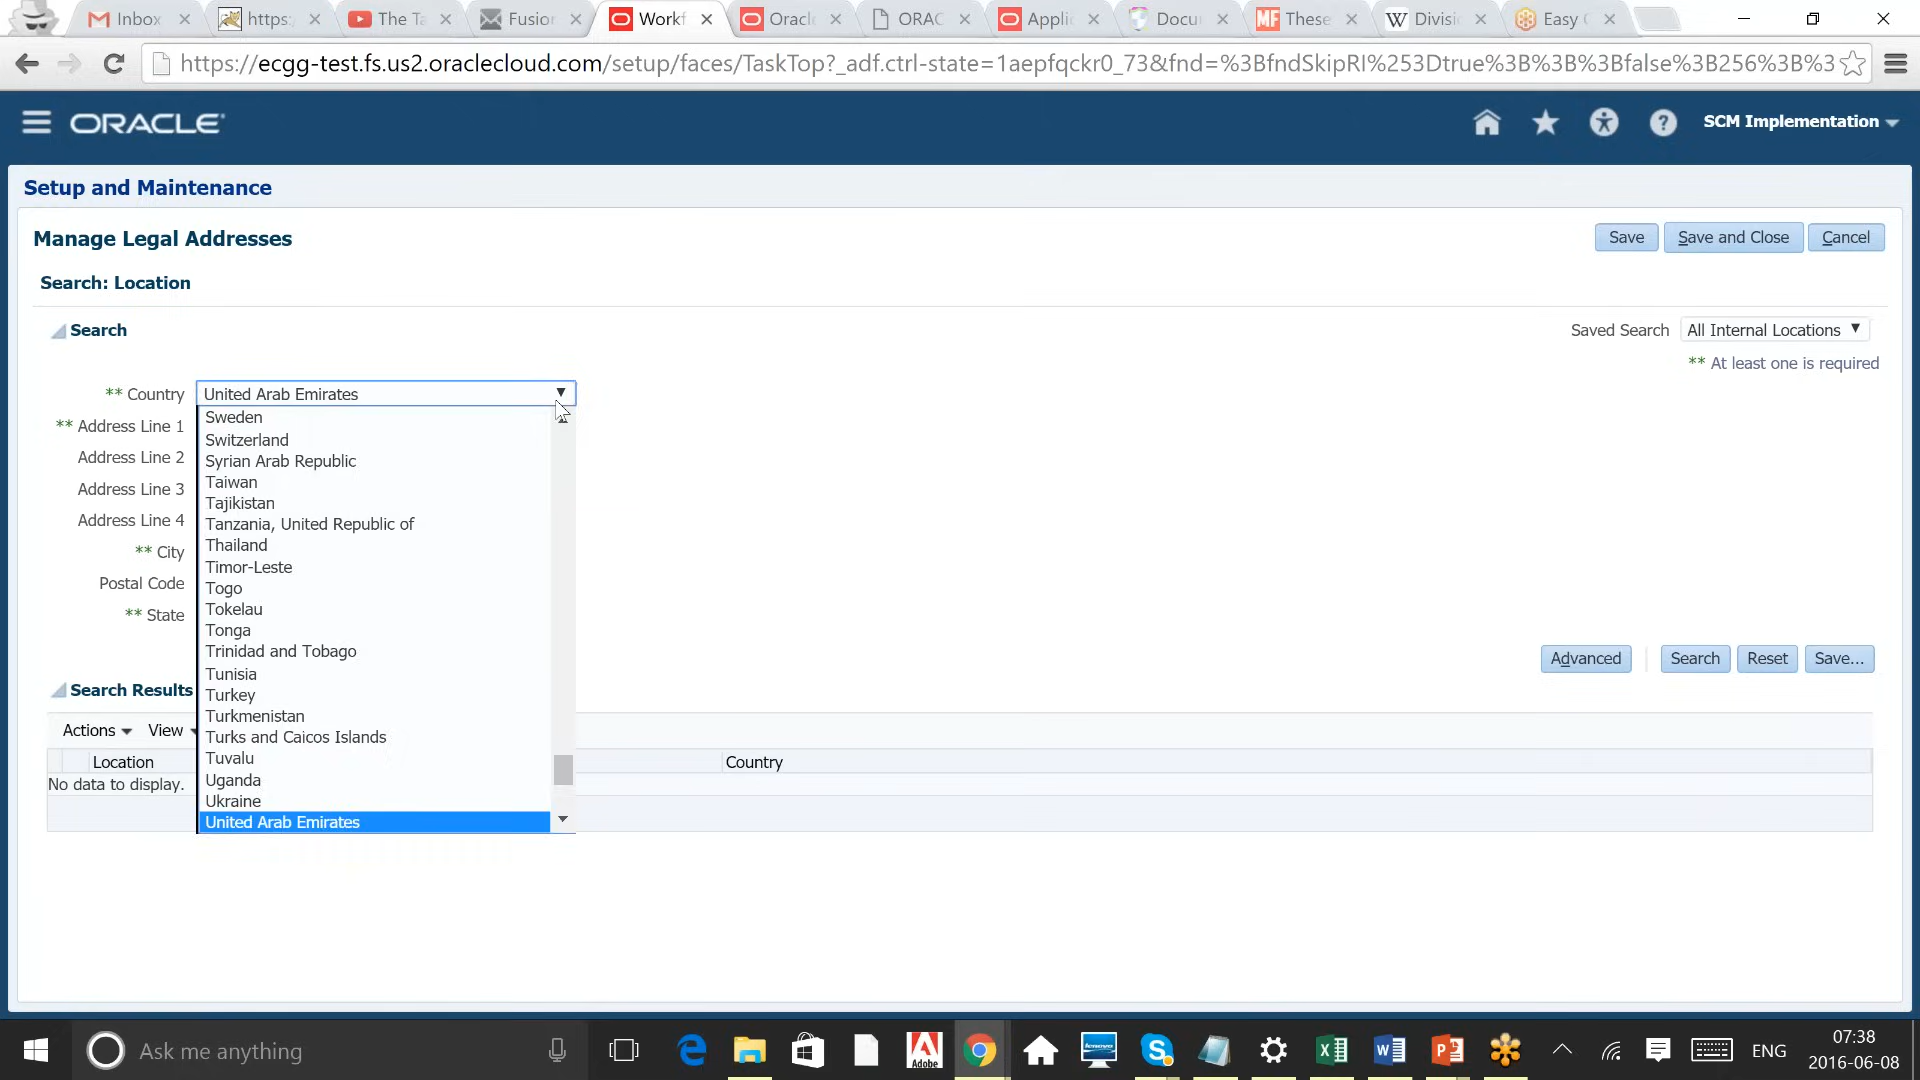 Inbox
https:
The Ta
Fusion
Workf
Oracl
ORAC
Appli
Docu
These
Divisi
Easy
https://ecgg-test.fs.us2.oraclecloud.com/setup/faces/TaskTop?_adf.ctrl-state=1aepfqckr0_73&fnd=%3BfndSkipRI%253Dtrue%3B%3B%3Bfalse%3B256%3B%3
ORACLE
SCM Implementation
Setup and Maintenance
Manage Legal Addresses
Save
Save and Close
Cancel
Search: Location
Search
Saved Search
All Internal Locations
** At least one is required
** Country
United Arab Emirates
** Address Line 1
Address Line 2
Address Line 3
Address Line 4
** City
Postal Code
** State
Sweden
Switzerland
Syrian Arab Republic
Taiwan
Tajikistan
Tanzania, United Republic of
Thailand
Timor-Leste
Togo
Tokelau
Tonga
Trinidad and Tobago
Tunisia
Turkey
Turkmenistan
Turks and Caicos Islands
Tuvalu
Uganda
Ukraine
United Arab Emirates
Advanced
Search
Reset
Save...
Search Results
Actions
View
Location
Country
No data to display.
Ask me anything
Adobe
lenovo
ENG
07:38
2016-06-08